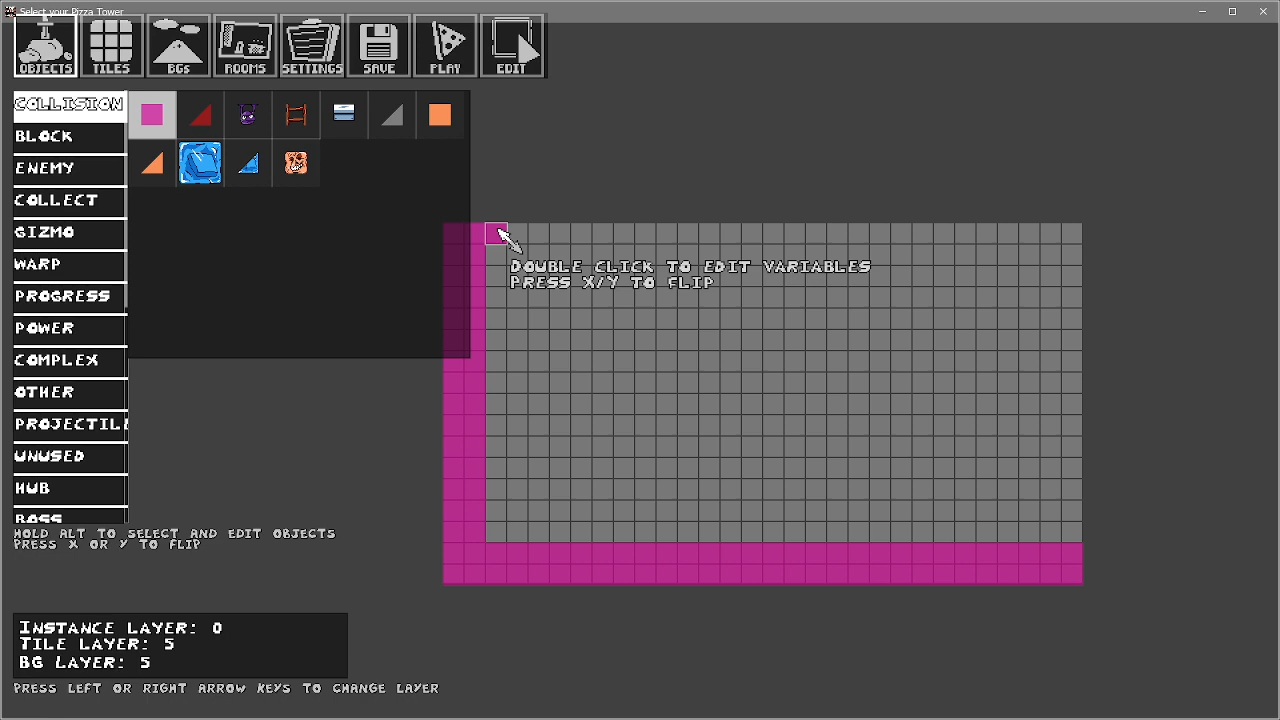 Select your Pizza Tower
OBJECTS TILES BGS ROOMS SETTINGS SAVE PLAY EDIT
COLLISION
BLOCK
ENEMY
COLLECT
GIZMO
WARP
PROGRESS
POWER
COMPLEX
OTHER
PROJECTILE
UNUSED
HUB
BOSS
DOUBLE CLICK TO EDIT VARIABLES
PRESS X/Y TO FLIP
HOLD ALT TO SELECT AND EDIT OBJECTS
PRESS X OR Y TO FLIP
INSTANCE LAYER: 0
TILE LAYER: 5
BG LAYER: 5
PRESS LEFT OR RIGHT ARROW KEYS TO CHANGE LAYER